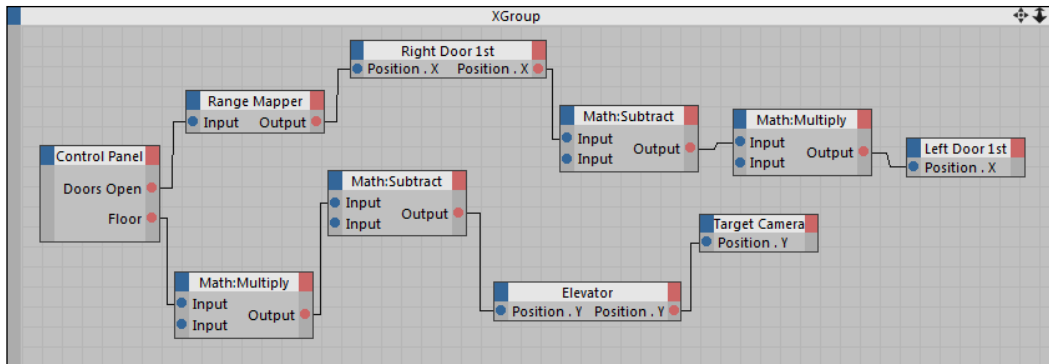 XGroup
Right Door 1st
Position . X Position . X
Range Mapper
Input Output
Math:Subtract
Input
Input
Output
Math:Multiply
Input
Input
Output
Left Door 1st
Position . X
Control Panel
Doors Open
Floor
Math:Subtract
Input
Input
Output
Target Camera
Position . Y
Math:Multiply
Input
Input
Output
Elevator
Position . Y Position . Y